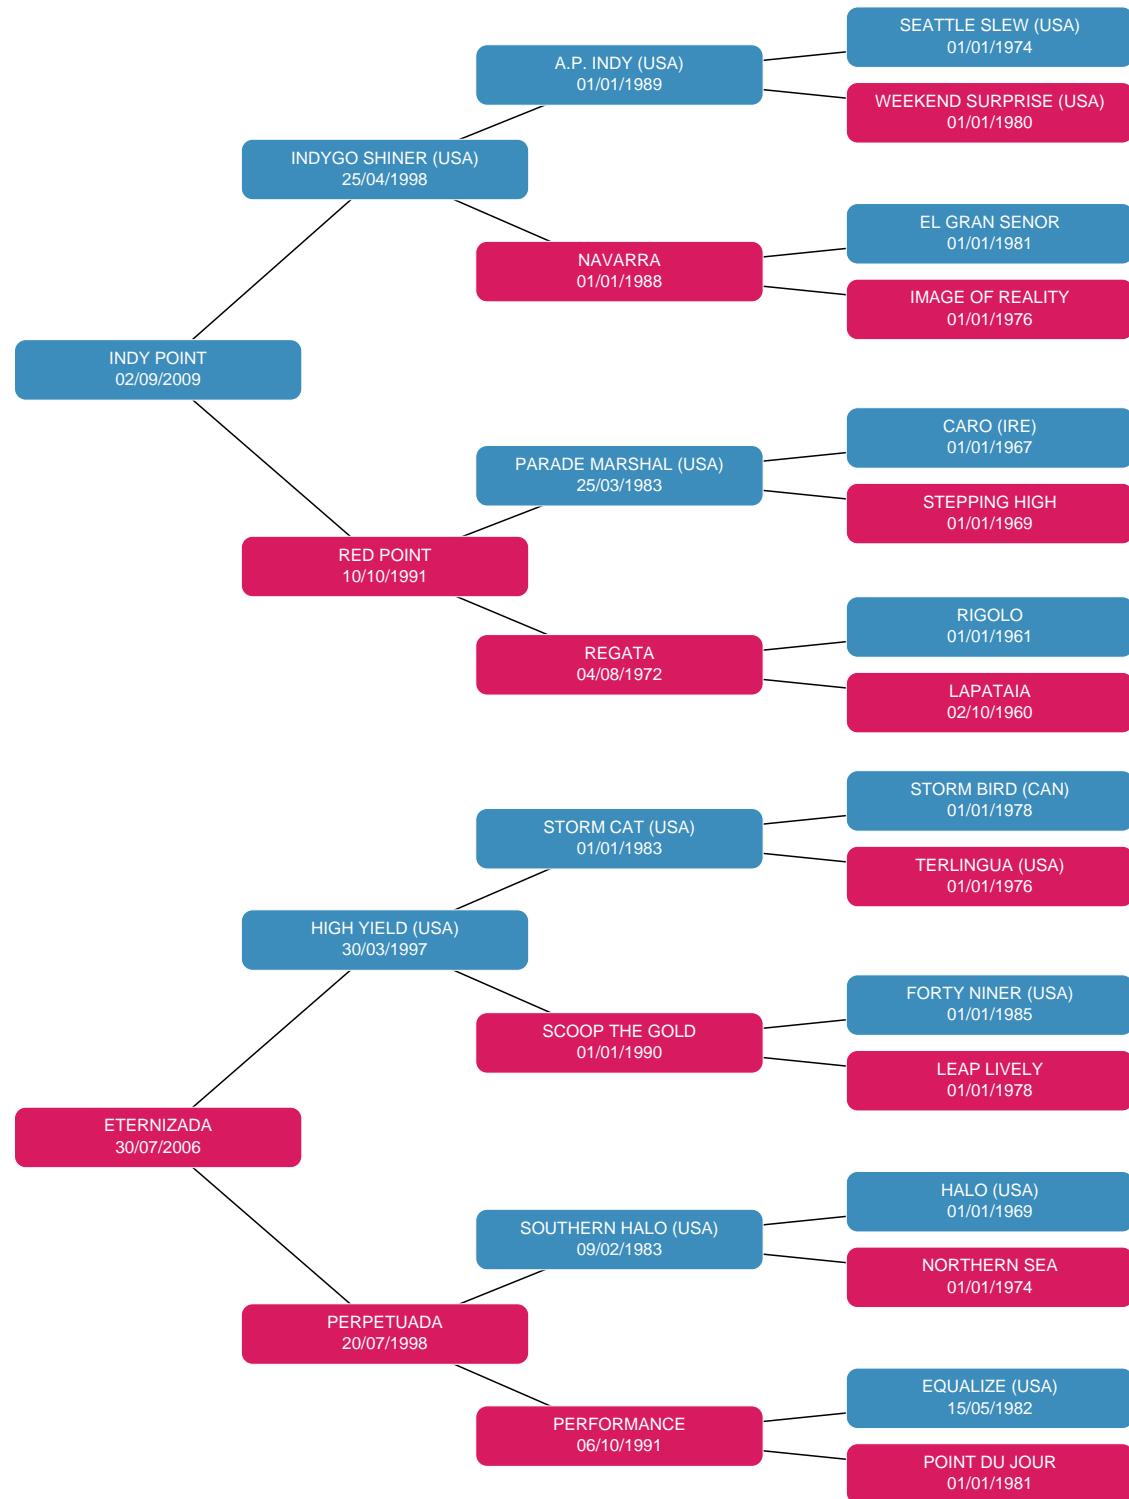 SEATTLE SLEW (USA)
01/01/1974
A.P. INDY (USA)
01/01/1989
WEEKEND SURPRISE (USA)
01/01/1980
INDYGO SHINER (USA)
25/04/1998
EL GRAN SENOR
01/01/1981
NAVARRA
01/01/1988
IMAGE OF REALITY
01/01/1976
INDY POINT
02/09/2009
CARO (IRE)
01/01/1967
PARADE MARSHAL (USA)
25/03/1983
STEPPING HIGH
01/01/1969
RED POINT
10/10/1991
RIGOLO
01/01/1961
REGATA
04/08/1972
LAPATAIA
02/10/1960
STORM BIRD (CAN)
01/01/1978
STORM CAT (USA)
01/01/1983
TERLINGUA (USA)
01/01/1976
HIGH YIELD (USA)
30/03/1997
FORTY NINER (USA)
01/01/1985
SCOOP THE GOLD
01/01/1990
LEAP LIVELY
01/01/1978
ETERNIZADA
30/07/2006
HALO (USA)
01/01/1969
SOUTHERN HALO (USA)
09/02/1983
NORTHERN SEA
01/01/1974
PERPETUADA
20/07/1998
EQUALIZE (USA)
15/05/1982
PERFORMANCE
06/10/1991
POINT DU JOUR
01/01/1981